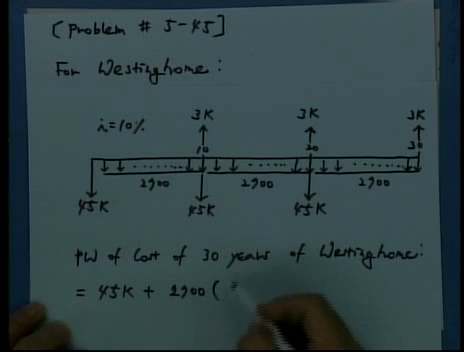 [Problem # 5-45]
For Westinghome:
i=10%
3K 3K 3K
10 20 30
2900 2900 2900
45K 45K 45K
PW of Cost of 30 years of Westinghome:
= 45K + 2900 (